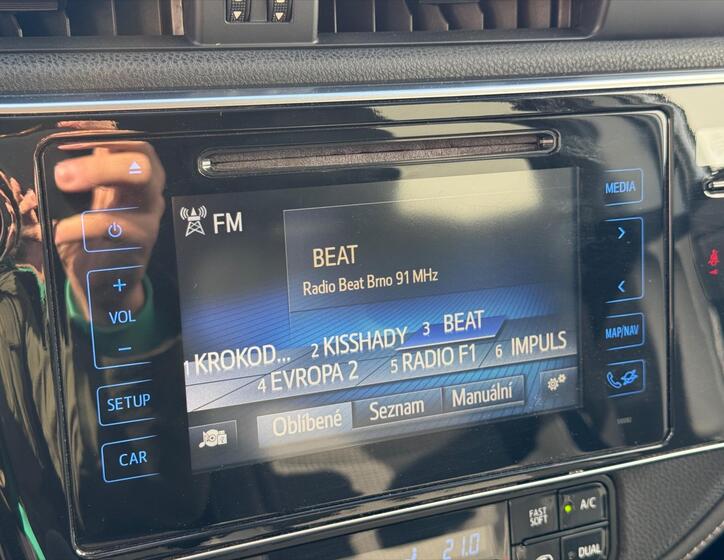 MEDIA
FM
BEAT
Radio Beat Brno 91 MHz
+
VOL
−
1 KROKOD... 2 KISSHADY 3 BEAT
4 EVROPA 2 5 RADIO F1 6 IMPULS
Oblíbené Seznam Manuální
SETUP
CAR
MAP/NAV
FAST
SOFT
A/C
21.0
DUAL